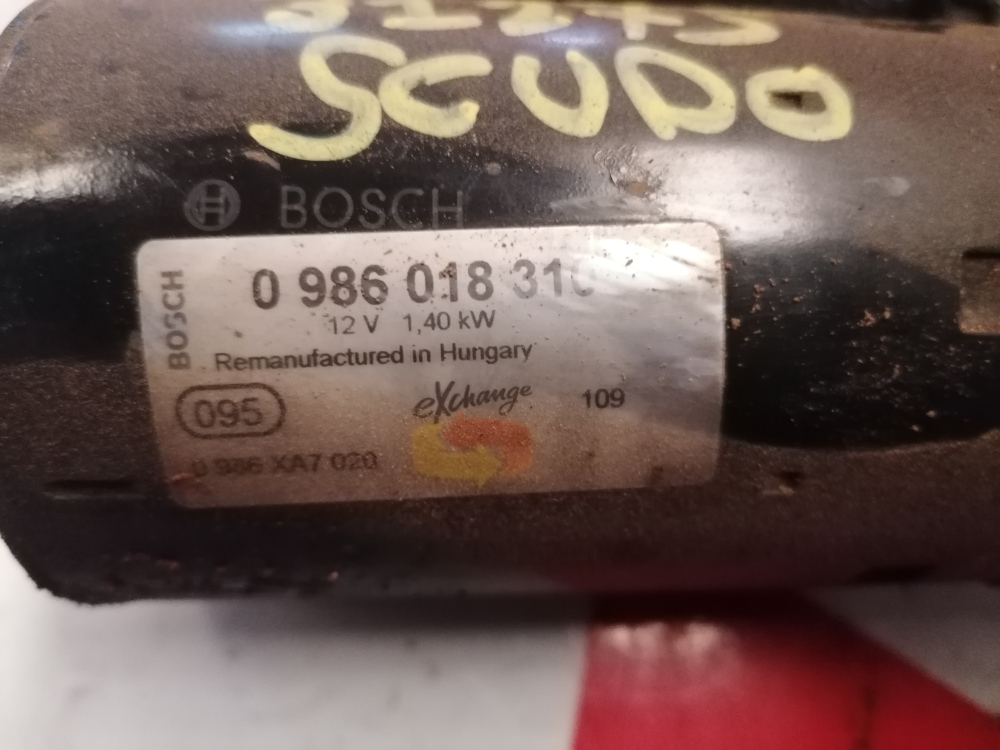 SCUDO
BOSCH
BOSCH
0 986 018 310
12 V 1,40 kW
Remanufactured in Hungary
095
eXchange
109
0 986 XA7 020